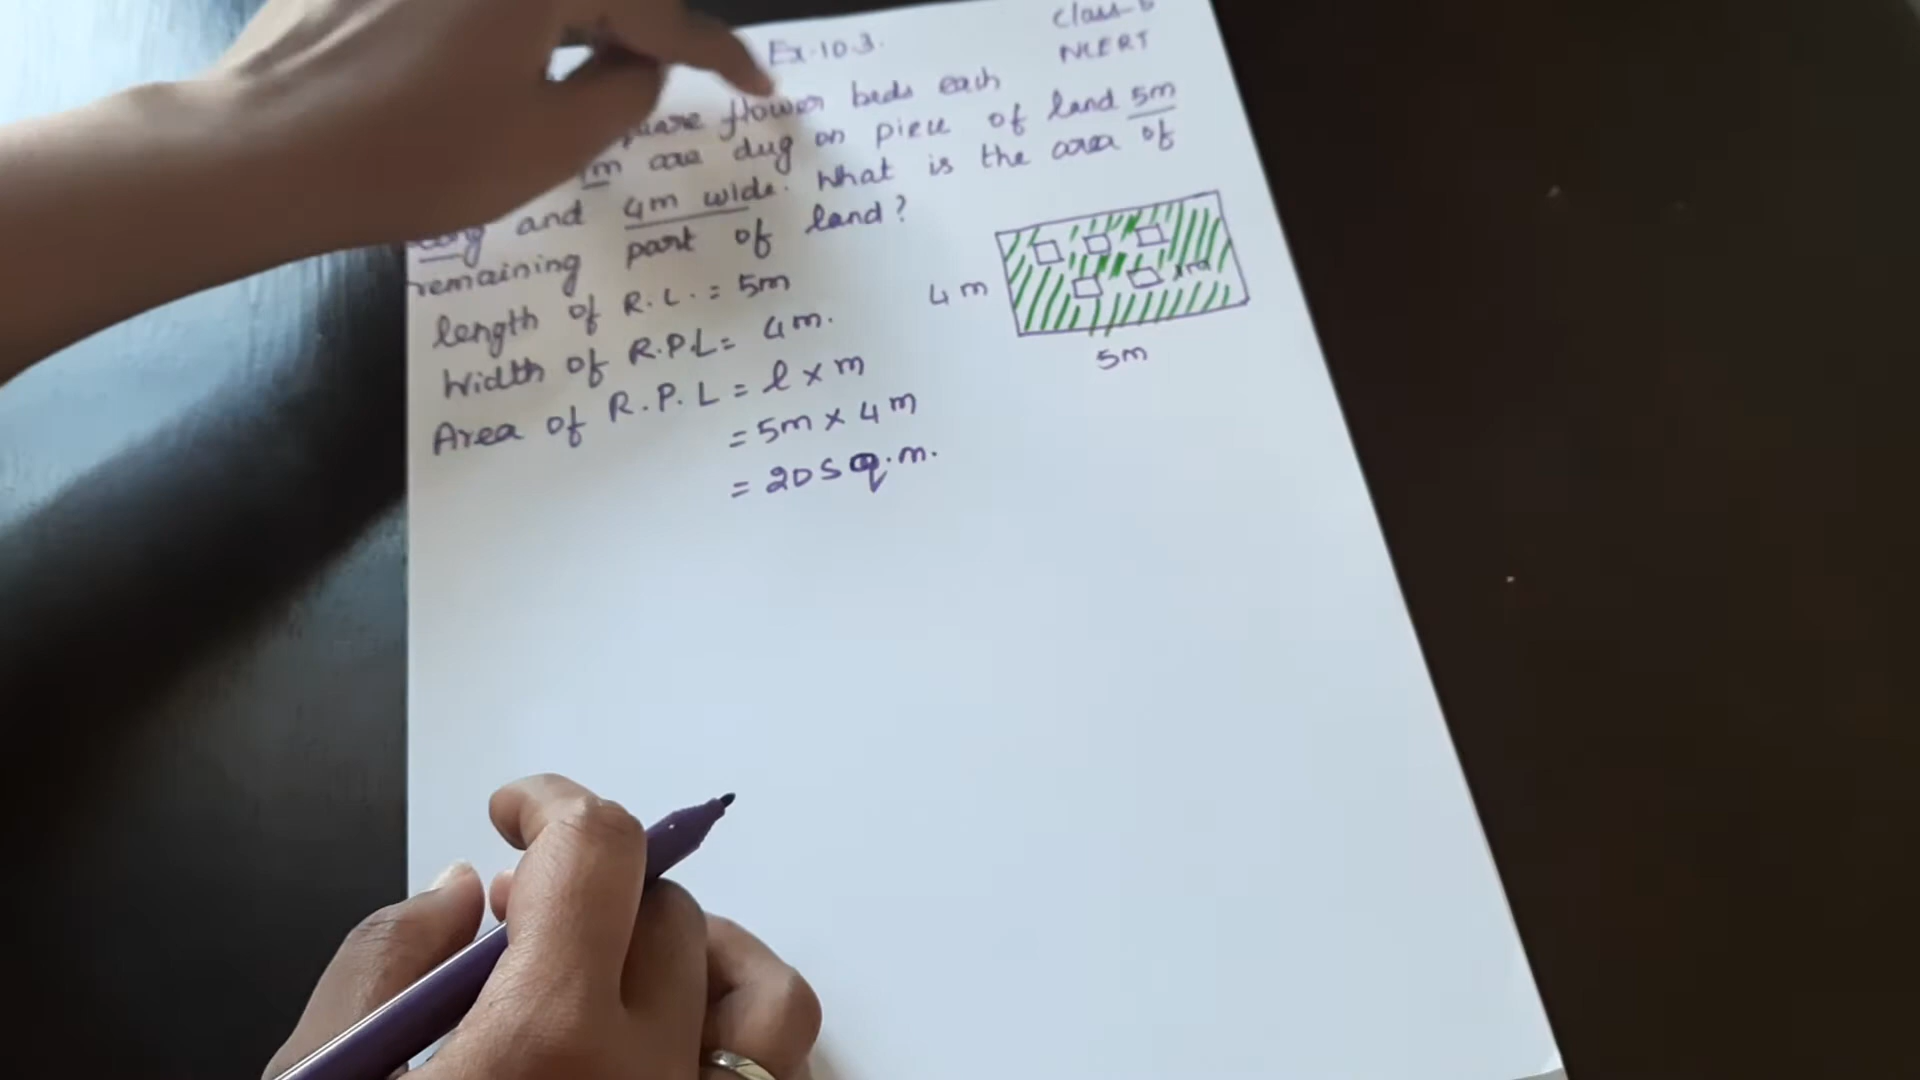 Ex. 10.3.
Class-
NCERT
flower beds each
m are dug on piece of land 5m
long and 4m wide. What is the area of
remaining part of land?
length of R.L. = 5m
Width of R.P.L = 4m.
Area of R.P.L = l x m
= 5m x 4m
= 20 Sq.m.
4 m
1m
5m